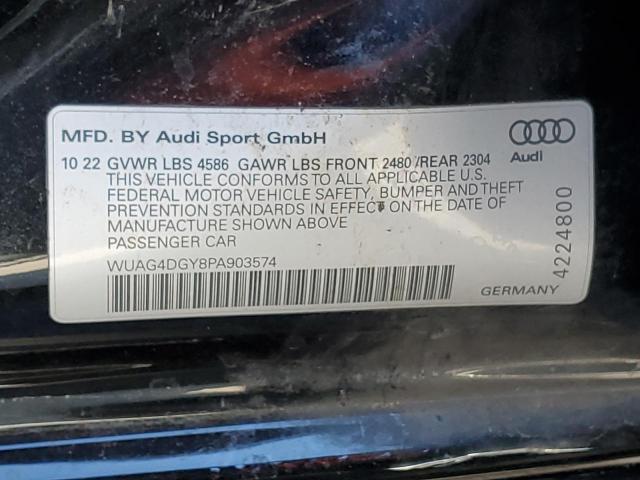 MFD. BY Audi Sport GmbH
Audi
10 22 GVWR LBS 4586 GAWR LBS FRONT 2480 /REAR 2304
THIS VEHICLE CONFORMS TO ALL APPLICABLE U.S.
FEDERAL MOTOR VEHICLE SAFETY, BUMPER AND THEFT
PREVENTION STANDARDS IN EFFECT ON THE DATE OF
MANUFACTURE SHOWN ABOVE
PASSENGER CAR
WUAG4DGY8PA903574
GERMANY
4224800